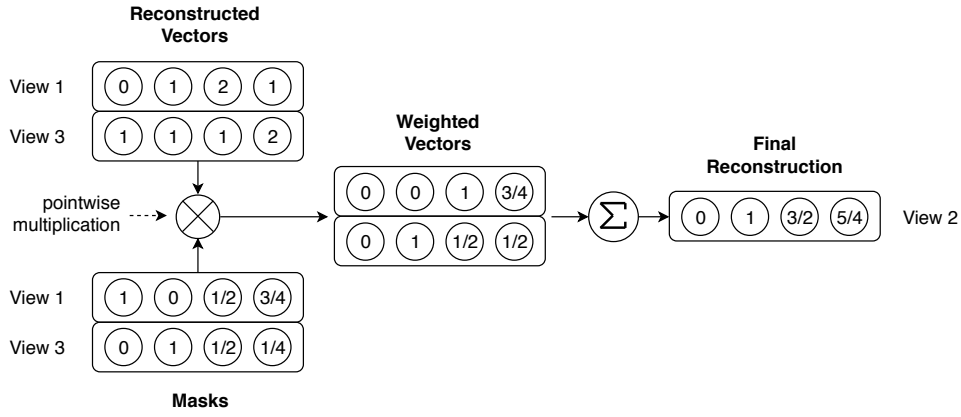 Reconstructed
Vectors
View 1 0 1 2 1
View 3 1 1 1 2
pointwise
multiplication
Weighted
Vectors
0 0 1 3/4
0 1 1/2 1/2
Σ
Final
Reconstruction
0 1 3/2 5/4 View 2
View 1 1 0 1/2 3/4
View 3 0 1 1/2 1/4
Masks